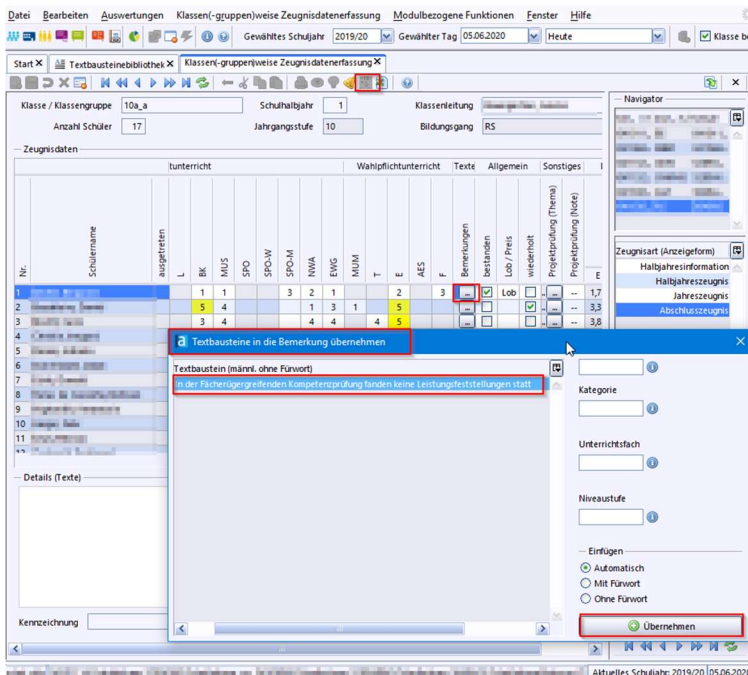 Datei Bearbeiten Auswertungen Klassen(-gruppen)weise Zeugnisdatenerfassung Modulbezogene Funktionen Fenster Hilfe
Gewähltes Schuljahr 2019/20 Gewählter Tag 05.06.2020 Heute Klasse be
Start Textbausteinebibliothek Klassen(-gruppen)weise Zeugnisdatenerfassung
Klasse / Klassengruppe 10a_a Schulhalbjahr 1 Klassenleitung
Anzahl Schüler 17 Jahrgangsstufe 10 Bildungsgang RS
Navigator
Zeugnisdaten
tunterricht Wahlpflichtunterricht Texte Allgemein Sonstiges
Nr. Schülername ausgetreten L BK MUS SPO SPO-W SPO-M NWA EWG MUM T E AES F Bemerkungen bestanden Lob / Preis wiederholt Projektprüfung (Thema) Projektprüfung (Note) E
1 1 1 3 2 1 2 3 ... Lob ... -- 1,7
2 5 4 1 3 1 5 ... ... -- 3,3
3 3 4 4 4 4 5 ... ... -- 3,8
4
5
6
7
8
9
10
11
12
Zeugnisart (Anzeigeform)
Halbjahresinformation
Halbjahreszeugnis
Jahreszeugnis
Abschlusszeugnis
Textbausteine in die Bemerkung übernehmen
Textbaustein (männl. ohne Fürwort)
In der Fächerügergreifenden Kompetenzprüfung fanden keine Leistungsfeststellungen statt
Kategorie
Unterrichtsfach
Niveaustufe
Einfügen
Automatisch
Mit Fürwort
Ohne Fürwort
Übernehmen
Details (Texte)
Kennzeichnung
Aktuelles Schuljahr: 2019/20 05.06.2020